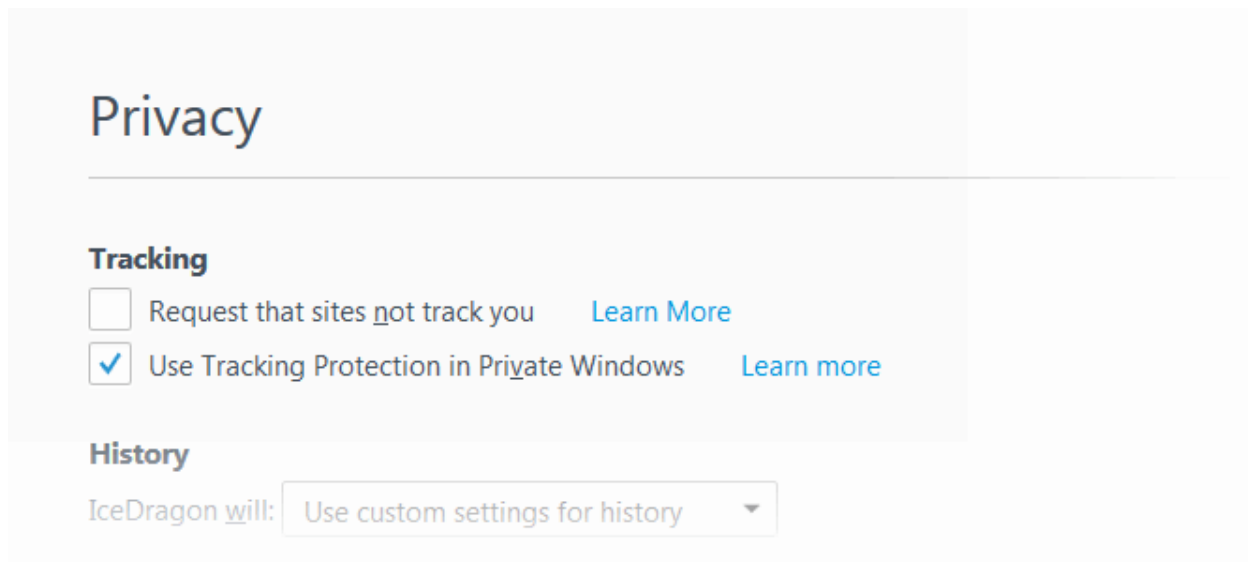 Privacy
Tracking
Request that sites not track you Learn More
Use Tracking Protection in Private Windows Learn more
History
IceDragon will: Use custom settings for history